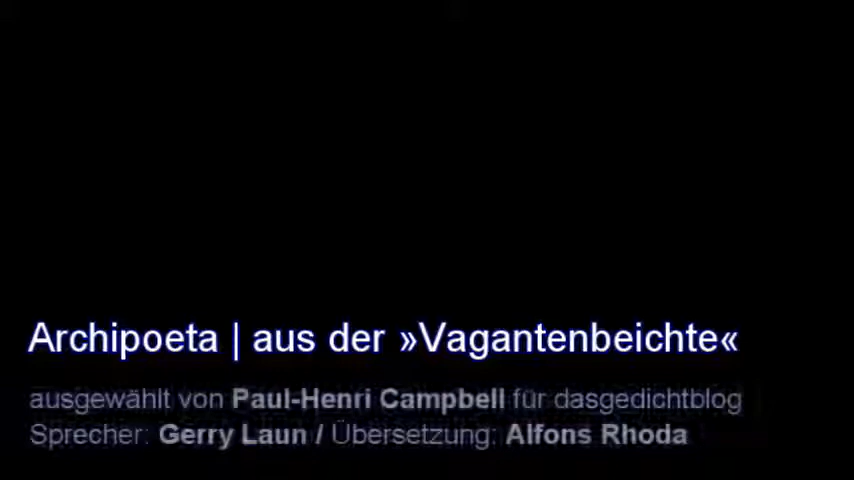 Archipoeta | aus der »Vagantenbeichte«
ausgewählt von Paul-Henri Campbell für dasgedichtblog
Sprecher: Gerry Laun / Übersetzung: Alfons Rhoda